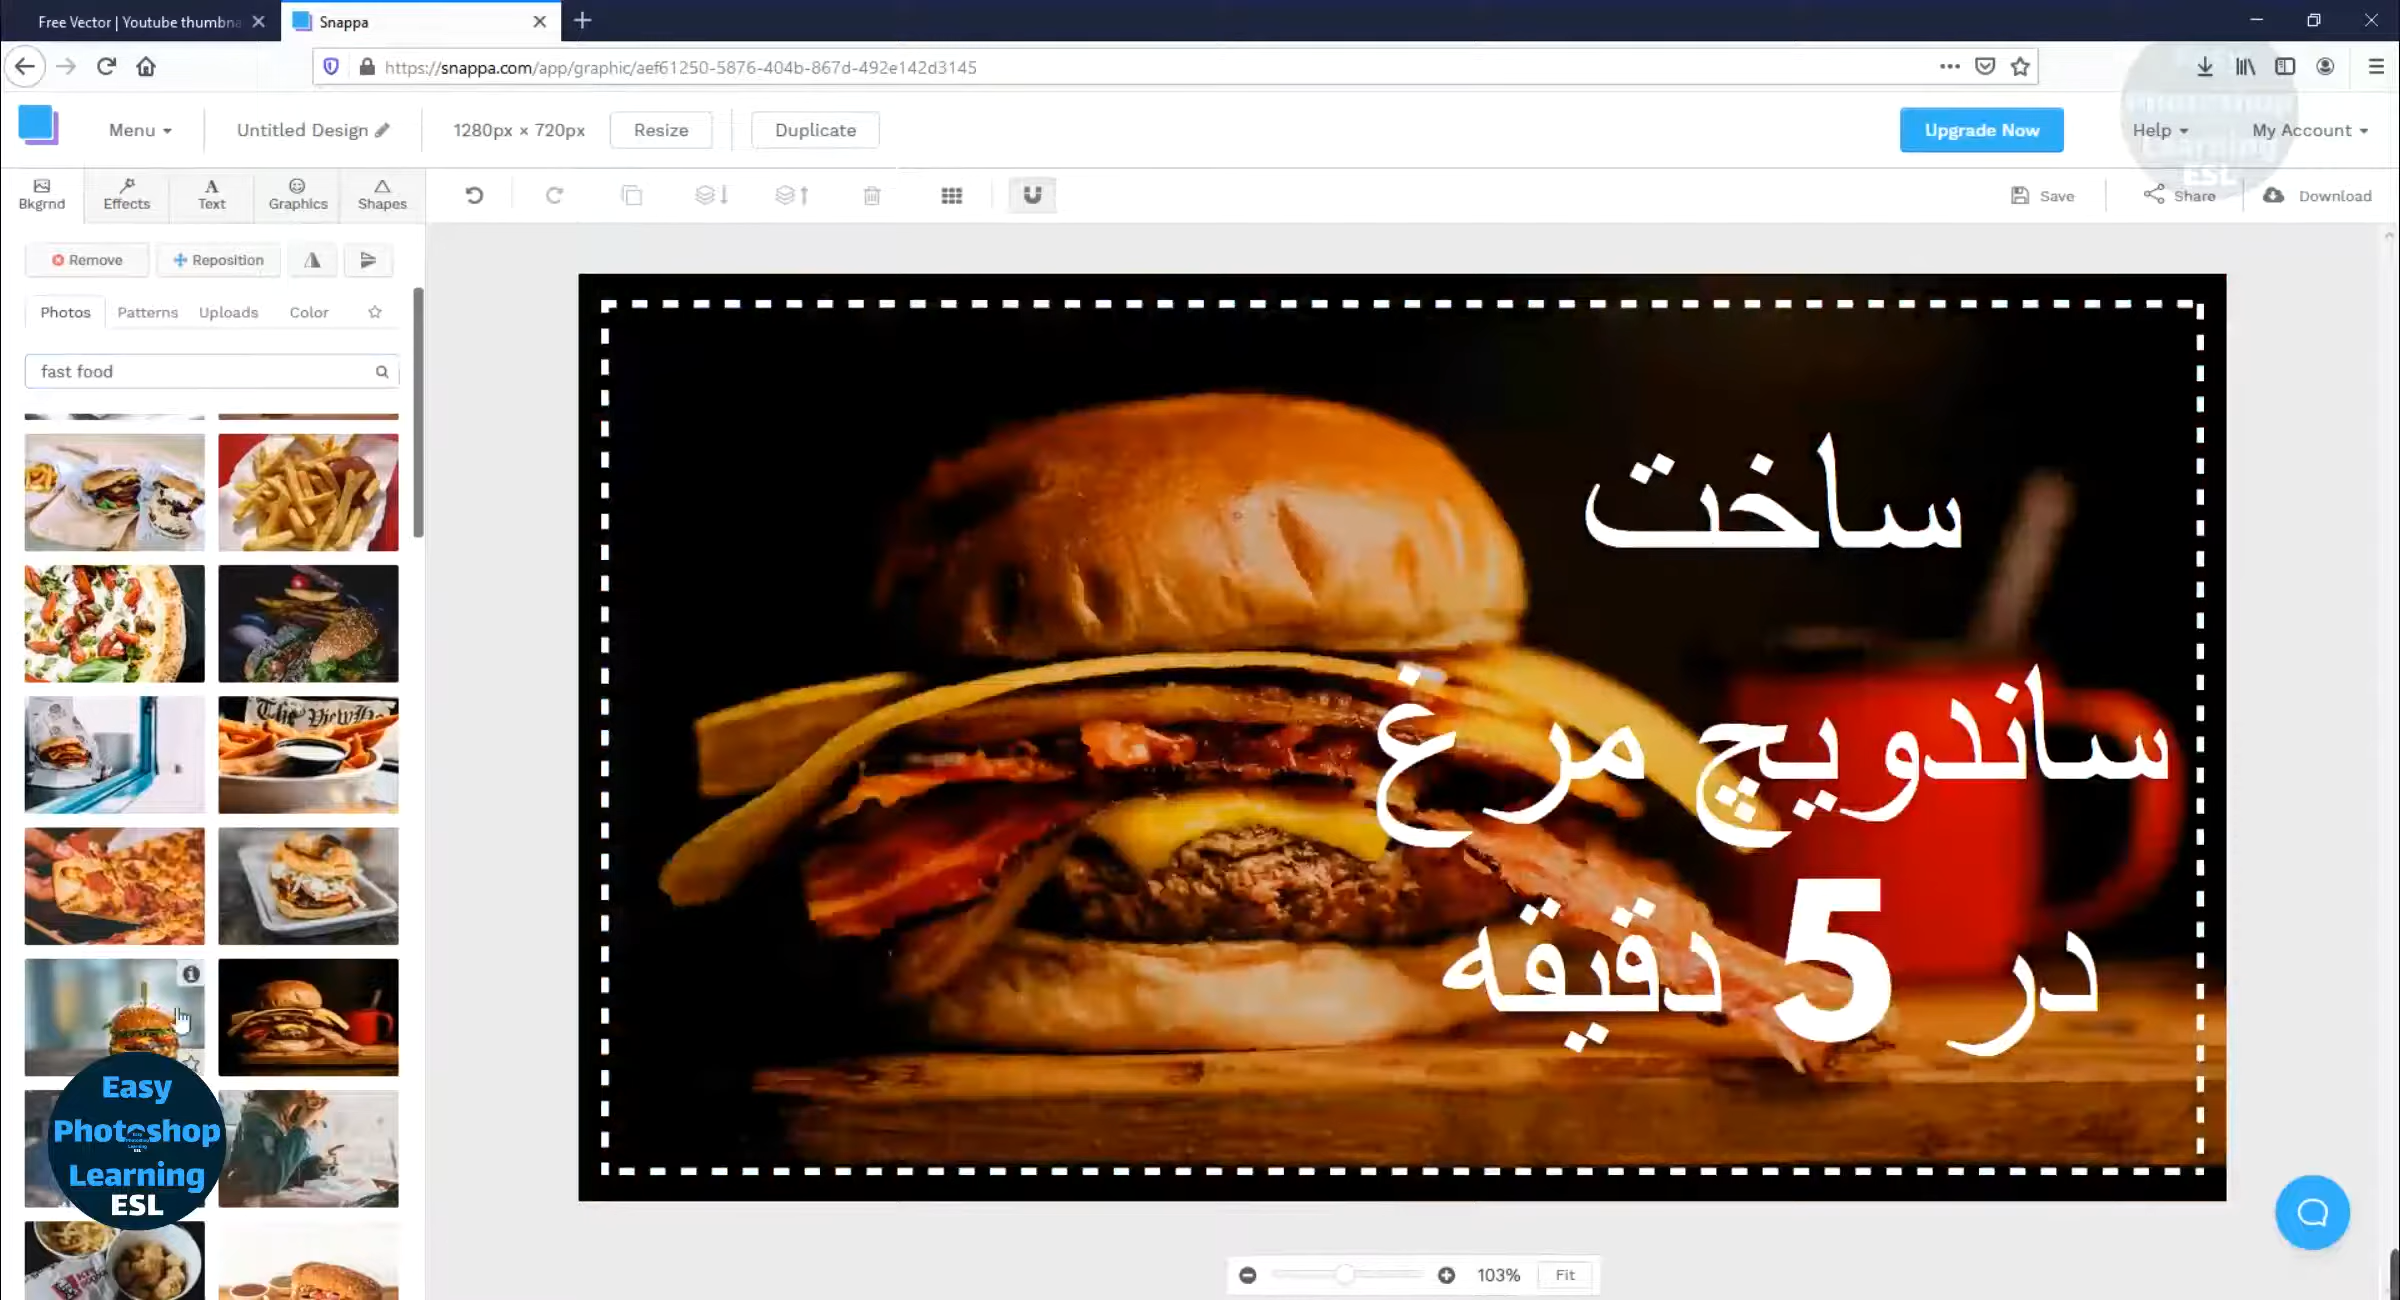 Free Vector | Youtube thumbna
Snappa
https://snappa.com/app/graphic/aef61250-5876-404b-867d-492e142d3145
Menu
Untitled Design
1280px × 720px
Resize
Duplicate
Upgrade Now
Help
My Account
Bkgrnd
Effects
Text
Graphics
Shapes
Save
Share
Download
Remove
Reposition
Photos
Patterns
Uploads
Color
fast food
ساخت
ساندویچ مرغ
در 5 دقیقه
Easy
Photoshop
Learning
ESL
103%
Fit